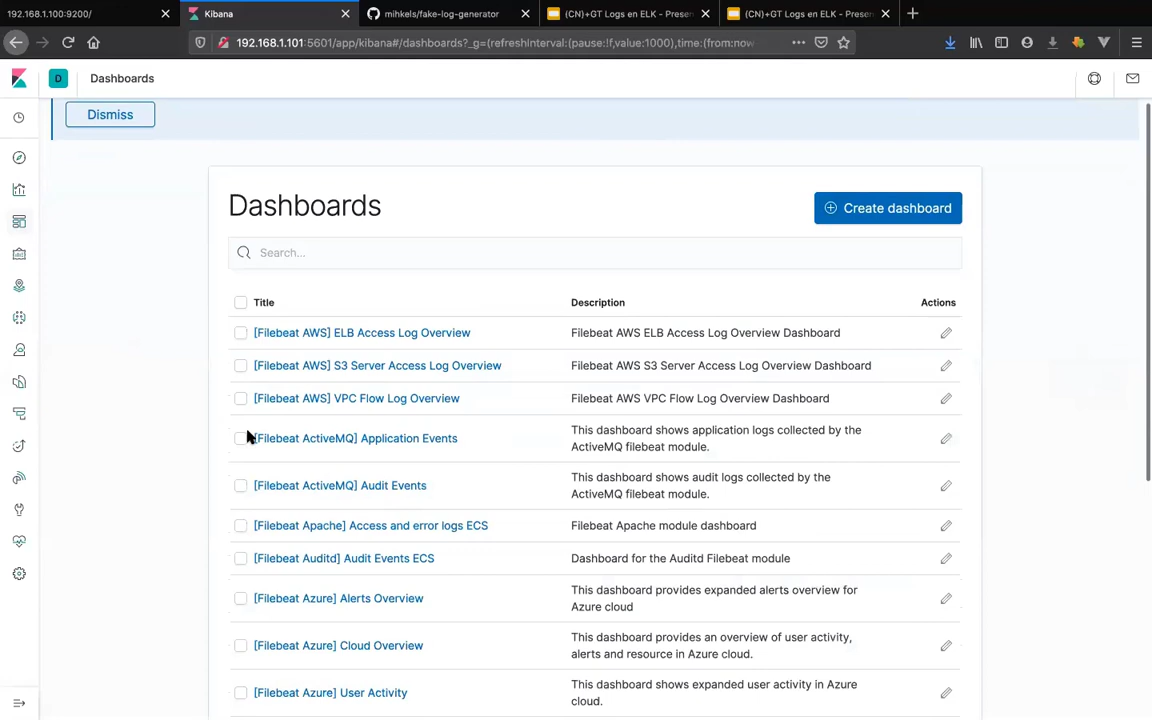 192.168.1.100:9200/
Kibana
mihkels/fake-log-generator
(CN)+GT Logs en ELK - Presen
(CN)+GT Logs en ELK - Presen
192.168.1.101:5601/app/kibana#/dashboards?_g=(refreshInterval:(pause:!f,value:1000),time:(from:now
D
Dashboards
Dismiss
Dashboards
Create dashboard
Search...
Title Description Actions
[Filebeat AWS] ELB Access Log Overview Filebeat AWS ELB Access Log Overview Dashboard
[Filebeat AWS] S3 Server Access Log Overview Filebeat AWS S3 Server Access Log Overview Dashboard
[Filebeat AWS] VPC Flow Log Overview Filebeat AWS VPC Flow Log Overview Dashboard
[Filebeat ActiveMQ] Application Events This dashboard shows application logs collected by the
ActiveMQ filebeat module.
[Filebeat ActiveMQ] Audit Events This dashboard shows audit logs collected by the
ActiveMQ filebeat module.
[Filebeat Apache] Access and error logs ECS Filebeat Apache module dashboard
[Filebeat Auditd] Audit Events ECS Dashboard for the Auditd Filebeat module
[Filebeat Azure] Alerts Overview This dashboard provides expanded alerts overview for
Azure cloud
[Filebeat Azure] Cloud Overview This dashboard provides an overview of user activity,
alerts and resource in Azure cloud.
[Filebeat Azure] User Activity This dashboard shows expanded user activity in Azure
cloud.